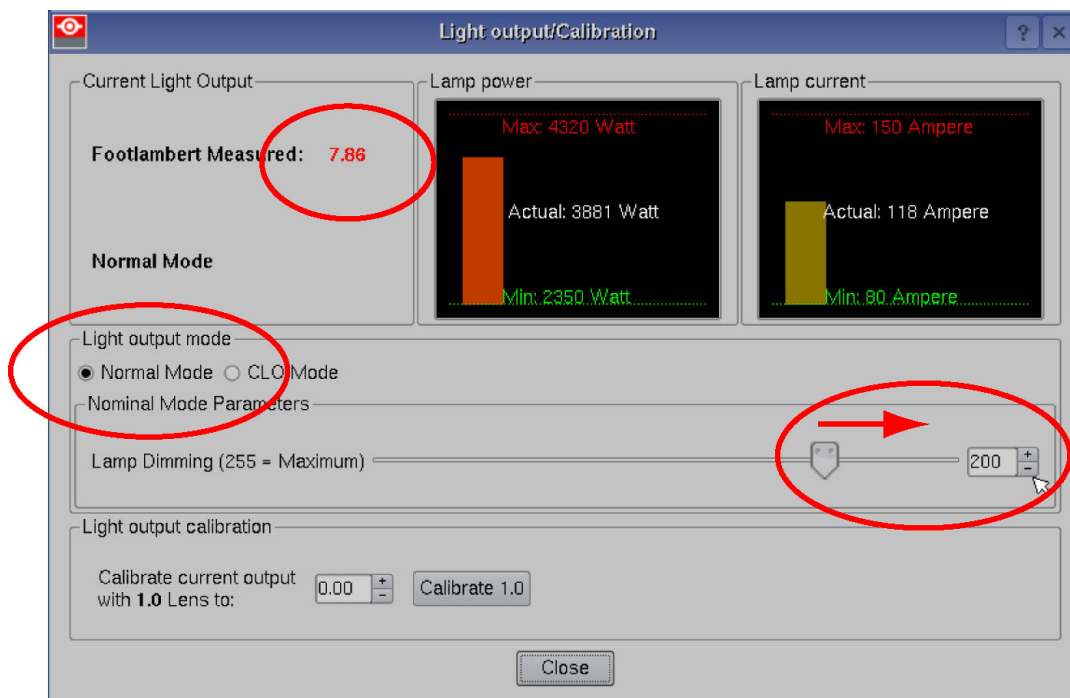 Light output/Calibration
Current Light Output
Footlambert Measured: 7.86
Normal Mode
Lamp power
Max: 4320 Watt
Actual: 3881 Watt
Min: 2350 Watt
Lamp current
Max: 150 Ampere
Actual: 118 Ampere
Min: 80 Ampere
Light output mode
Normal Mode CLO Mode
Nominal Mode Parameters
Lamp Dimming (255 = Maximum) 200
Light output calibration
Calibrate current output
with 1.0 Lens to: 0.00 Calibrate 1.0
Close